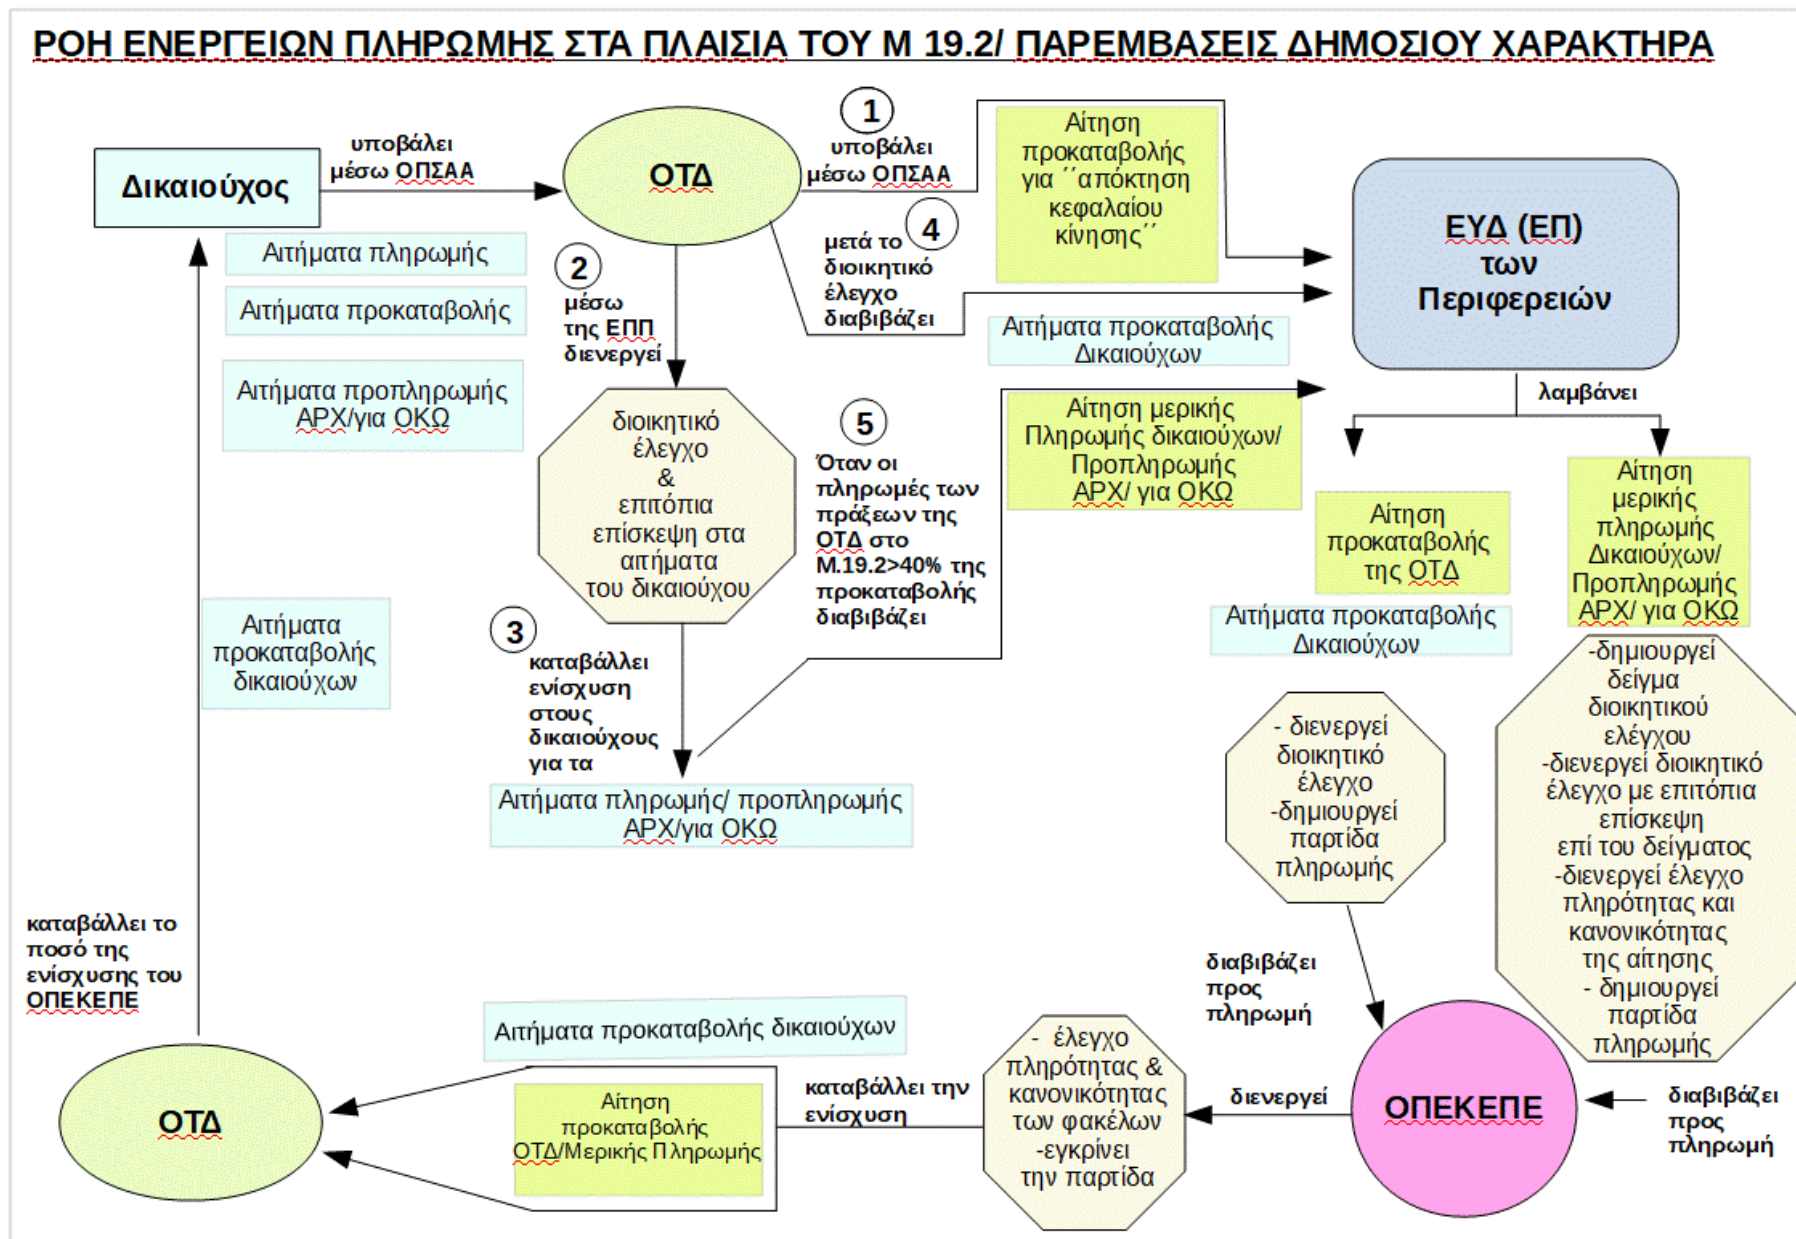 ΡΟΗ ΕΝΕΡΓΕΙΩΝ ΠΛΗΡΩΜΗΣ ΣΤΑ ΠΛΑΙΣΙΑ ΤΟΥ Μ 19.2/ ΠΑΡΕΜΒΑΣΕΙΣ ΔΗΜΟΣΙΟΥ ΧΑΡΑΚΤΗΡΑ
Δικαιούχος
υποβάλει
μέσω ΟΠΣΑΑ
ΟΤΔ
1
υποβάλει
μέσω ΟΠΣΑΑ
Αίτηση
προκαταβολής
για ΄΄απόκτηση
κεφαλαίου
κίνησης΄΄
ΕΥΔ (ΕΠ)
των
Περιφερειών
Αιτήματα πληρωμής
Αιτήματα προκαταβολής
Αιτήματα προπληρωμής
ΑΡΧ/για ΟΚΩ
2
μέσω
της ΕΠΠ
διενεργεί
4
μετά το
διοικητικό
έλεγχο
διαβιβάζει
Αιτήματα προκαταβολής
Δικαιούχων
διοικητικό
έλεγχο
&
επιτόπια
επίσκεψη στα
αιτήματα
του δικαιούχου
5
Όταν οι
πληρωμές των
πράξεων της
ΟΤΔ στο
Μ.19.2>40% της
προκαταβολής
διαβιβάζει
Αίτηση μερικής
Πληρωμής δικαιούχων/
Προπληρωμής
ΑΡΧ/ για ΟΚΩ
λαμβάνει
Αίτηση
προκαταβολής
της ΟΤΔ
Αιτήματα προκαταβολής
Δικαιούχων
Αίτηση
μερικής
πληρωμής
Δικαιούχων/
Προπληρωμής
ΑΡΧ/ για ΟΚΩ
3
καταβάλλει
ενίσχυση
στους
δικαιούχους
για τα
Αιτήματα πληρωμής/ προπληρωμής
ΑΡΧ/για ΟΚΩ
Αιτήματα
προκαταβολής
δικαιούχων
- διενεργεί
διοικητικό
έλεγχο
-δημιουργεί
παρτίδα
πληρωμής
-δημιουργεί
δείγμα
διοικητικού
ελέγχου
-διενεργεί διοικητικό
έλεγχο με επιτόπια
επίσκεψη
επί του δείγματος
-διενεργεί έλεγχο
πληρότητας και
κανονικότητας
της αίτησης
- δημιουργεί
παρτίδα
πληρωμής
καταβάλλει το
ποσό της
ενίσχυσης του
ΟΠΕΚΕΠΕ
διαβιβάζει
προς
πληρωμή
Αιτήματα προκαταβολής δικαιούχων
ΟΤΔ
Αίτηση
προκαταβολής
ΟΤΔ/Μερικής Πληρωμής
καταβάλλει την
ενίσχυση
- έλεγχο
πληρότητας &
κανονικότητας
των φακέλων
-εγκρίνει
την παρτίδα
διενεργεί
ΟΠΕΚΕΠΕ
διαβιβάζει
προς
πληρωμή